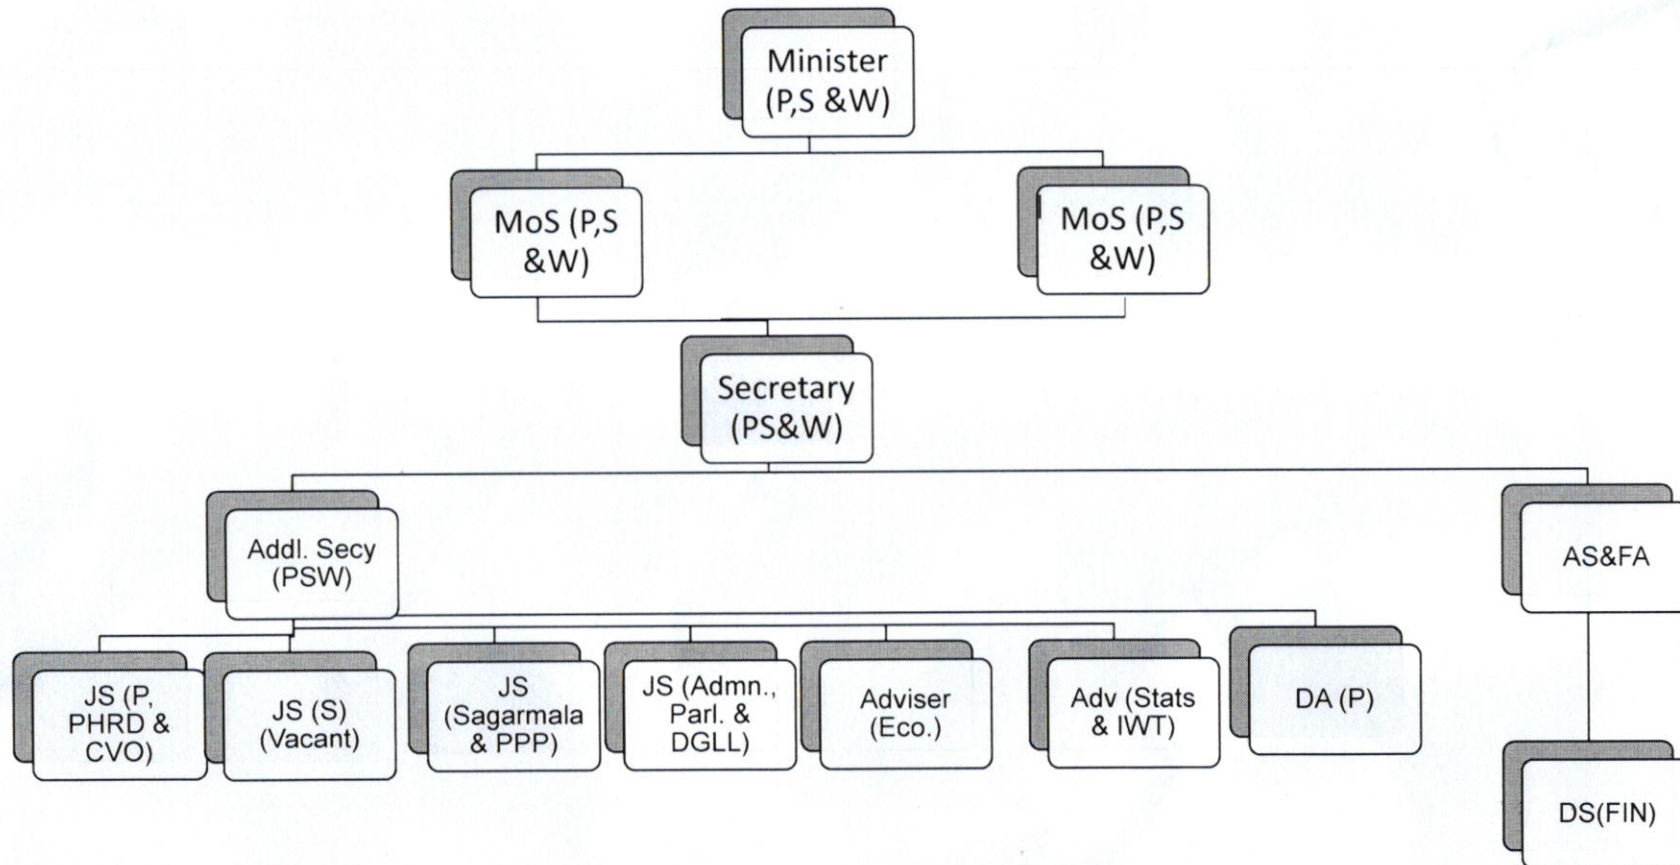 Minister
(P,S &W)
MoS (P,S
&W)
MoS (P,S
&W)
Secretary
(PS&W)
Addl. Secy
(PSW)
AS&FA
JS (P,
PHRD &
CVO)
JS (S)
(Vacant)
JS
(Sagarmala
& PPP)
JS (Admn.,
Parl. &
DGLL)
Adviser
(Eco.)
Adv (Stats
& IWT)
DA (P)
DS(FIN)